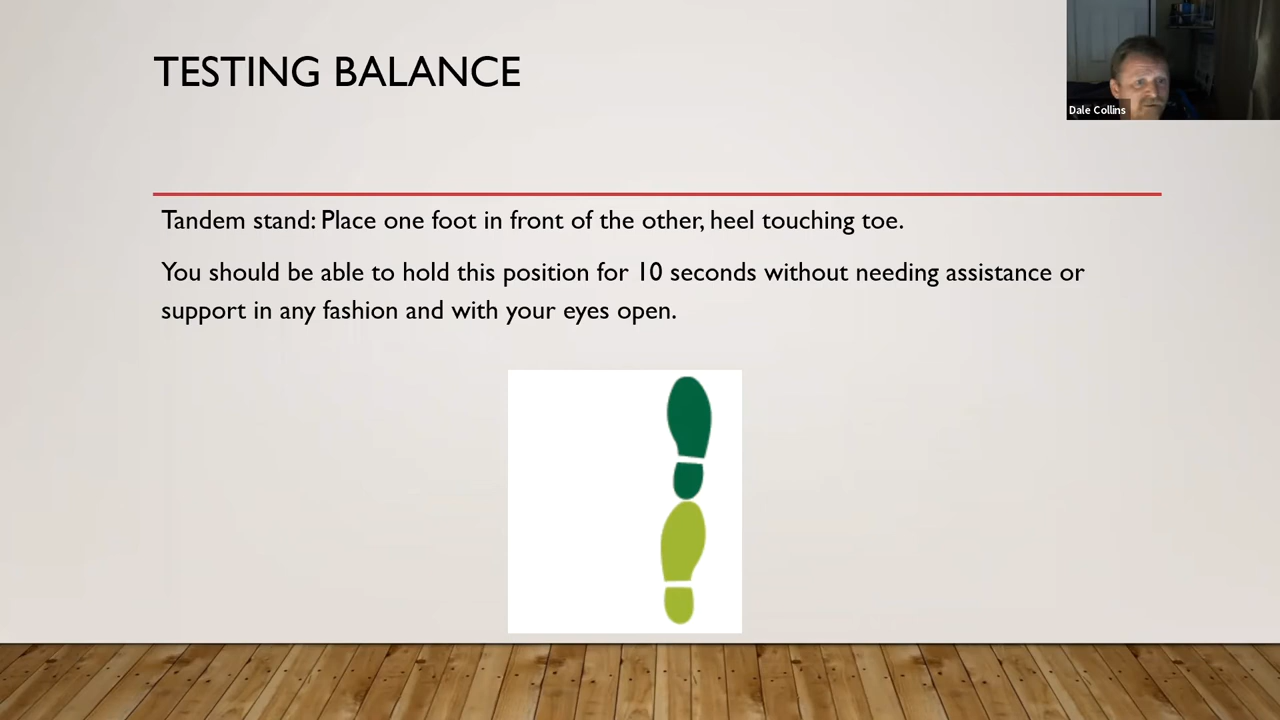 TESTING BALANCE
Dale Collins
Tandem stand: Place one foot in front of the other, heel touching toe.
You should be able to hold this position for 10 seconds without needing assistance or
support in any fashion and with your eyes open.